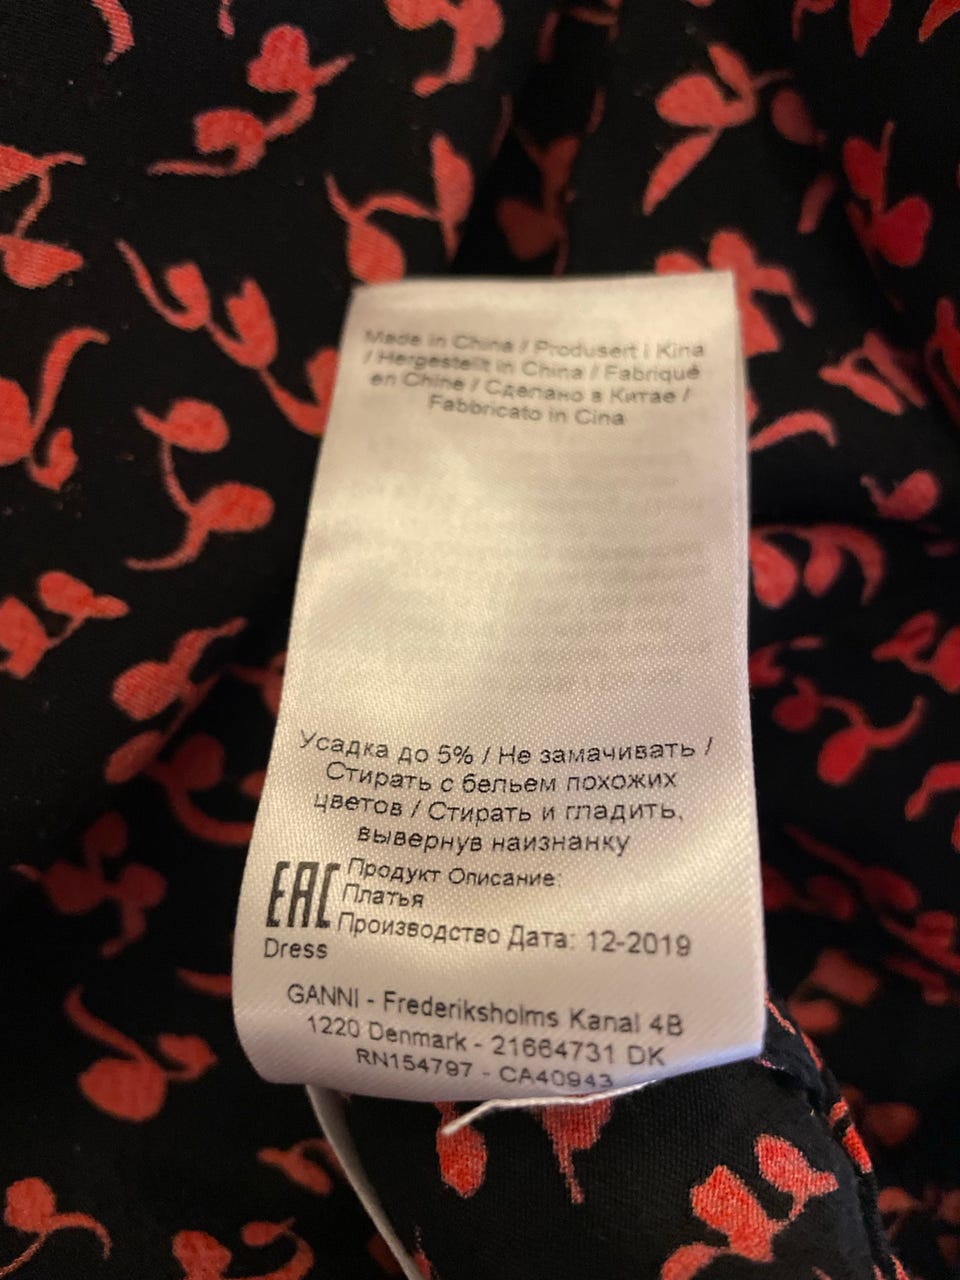 Made in China / Produsert i Kina
/ Hergestellt in China / Fabriqué
en Chine / Сделано в Китае /
Fabbricato in Cina
Усадка до 5% / Не замачивать /
Стирать с бельем похожих
цветов / Стирать и гладить,
вывернув наизнанку
EAC Продукт Описание:
Платья
Производство Дата: 12-2019
Dress
GANNI - Frederiksholms Kanal 4B
1220 Denmark - 21664731 DK
RN154797 - CA40943